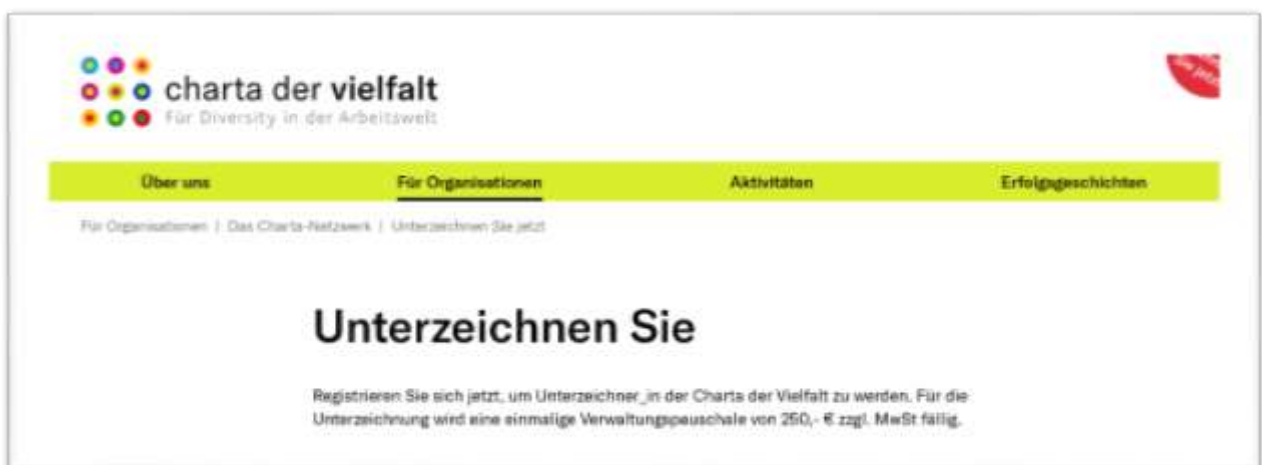 charta der vielfalt
Für Diversity in der Arbeitswelt
Sie jetzt
Über uns
Für Organisationen
Aktivitäten
Erfolgsgeschichten
Für Organisationen | Das Charta-Netzwerk | Unterzeichnen Sie jetzt
Unterzeichnen Sie
Registrieren Sie sich jetzt, um Unterzeichner_in der Charta der Vielfalt zu werden. Für die
Unterzeichnung wird eine einmalige Verwaltungspauschale von 250,- € zzgl. MwSt fällig.